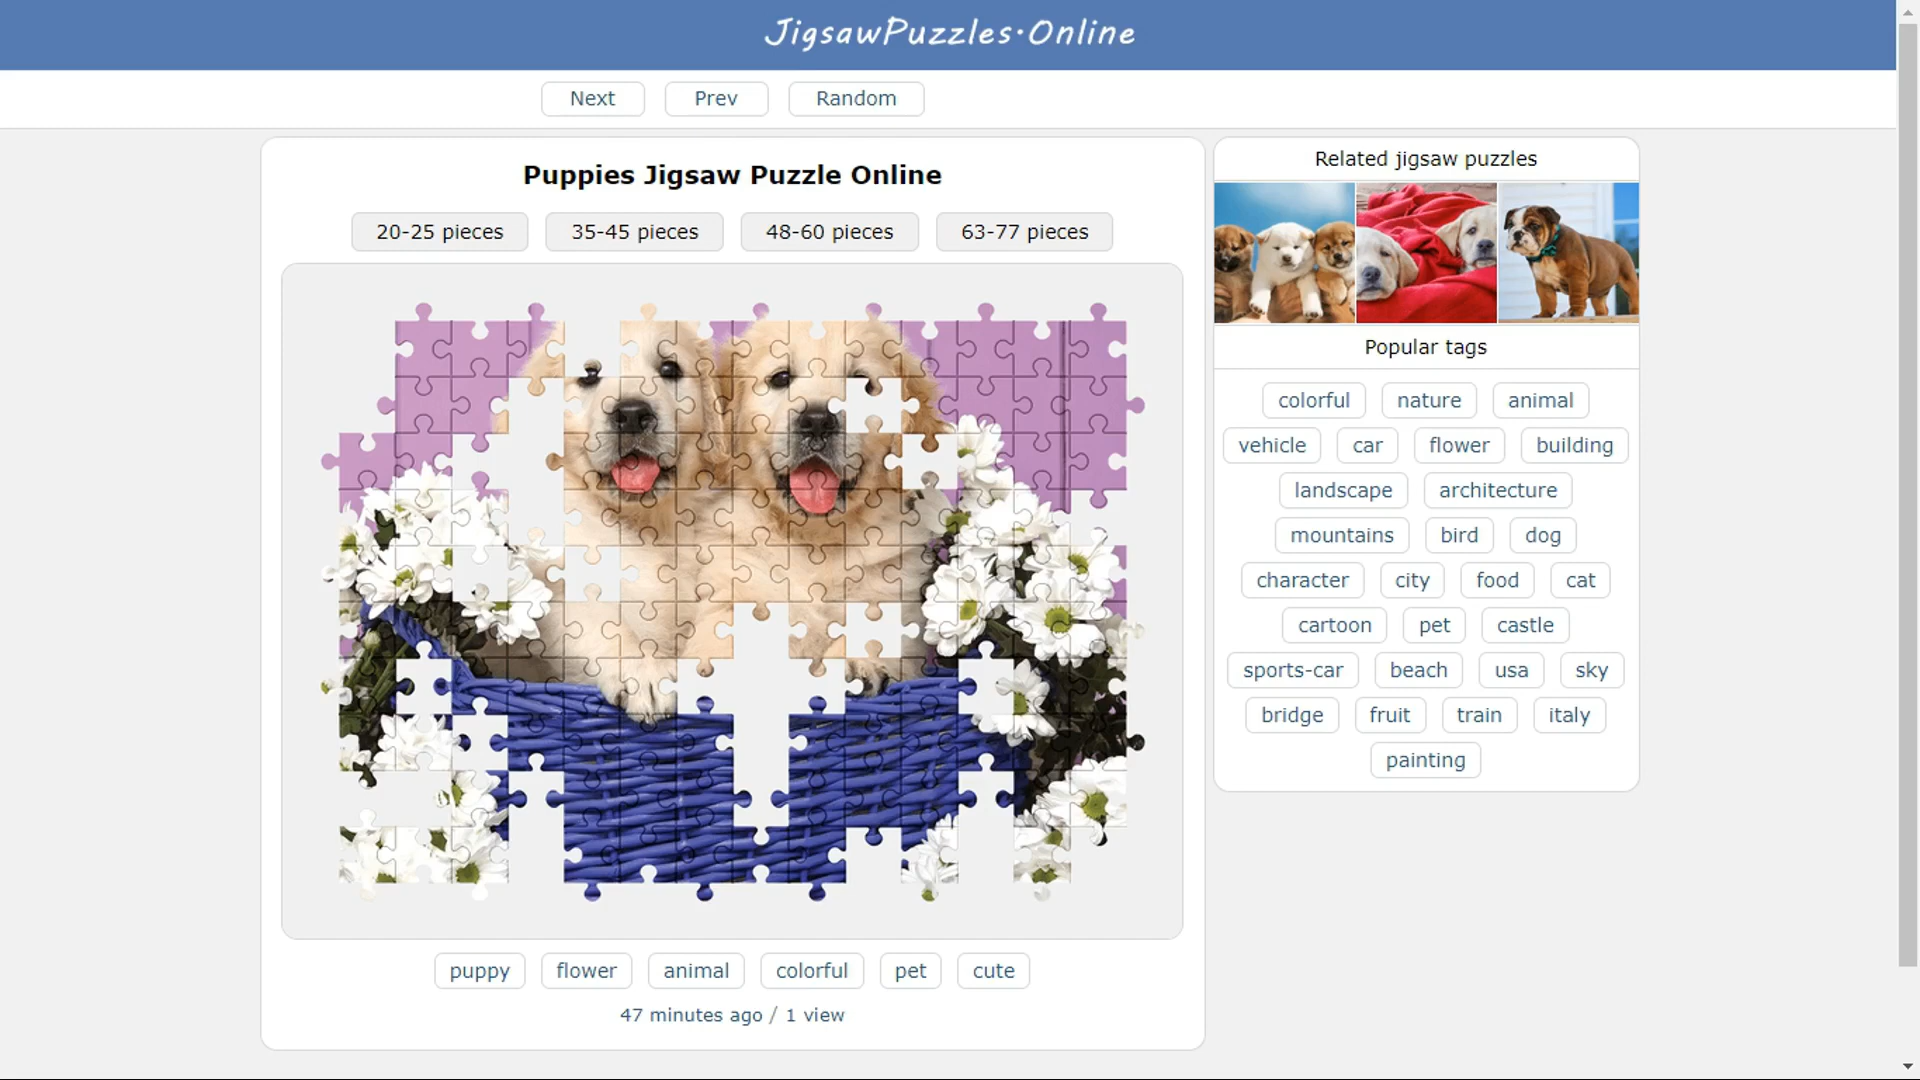 JigsawPuzzles·Online
Next Prev Random
Puppies Jigsaw Puzzle Online
20-25 pieces 35-45 pieces 48-60 pieces 63-77 pieces
puppy flower animal colorful pet cute
47 minutes ago / 1 view
Related jigsaw puzzles
Popular tags
colorful nature animal
vehicle car flower building
landscape architecture
mountains bird dog
character city food cat
cartoon pet castle
sports-car beach usa sky
bridge fruit train italy
painting